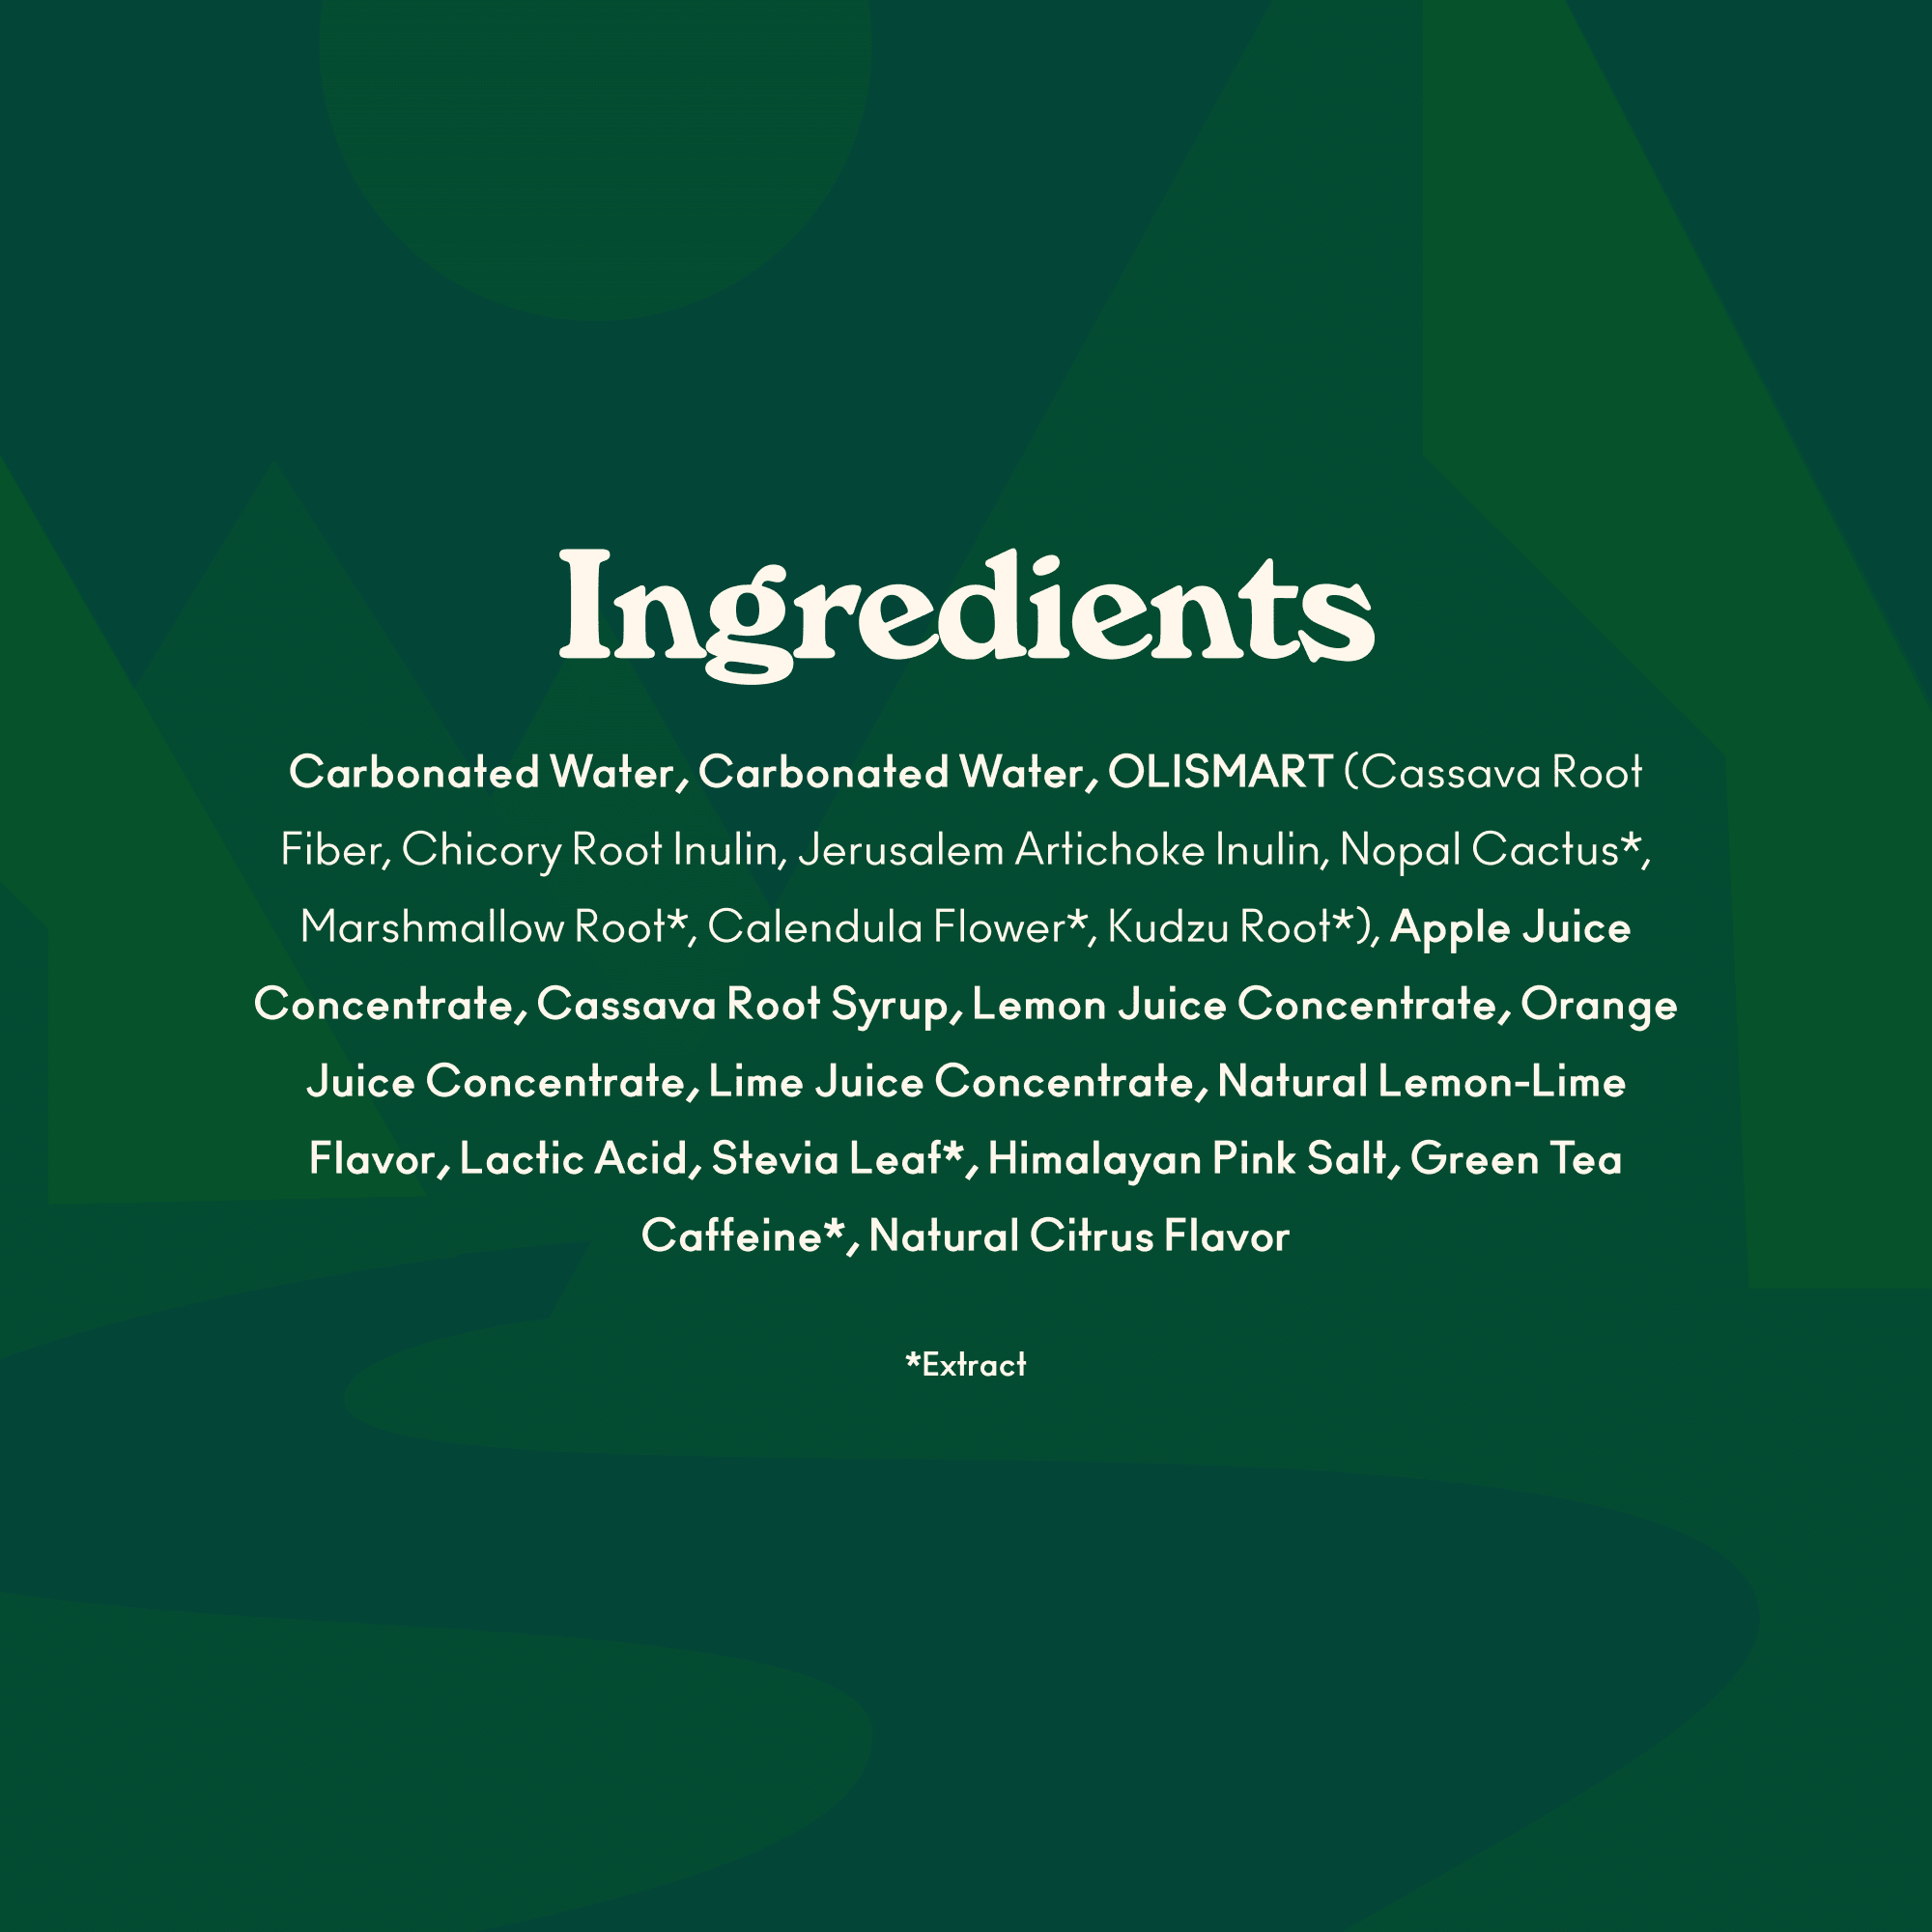 Ingredients
Carbonated Water, Carbonated Water, OLISMART (Cassava Root
Fiber, Chicory Root Inulin, Jerusalem Artichoke Inulin, Nopal Cactus*,
Marshmallow Root*, Calendula Flower*, Kudzu Root*), Apple Juice
Concentrate, Cassava Root Syrup, Lemon Juice Concentrate, Orange
Juice Concentrate, Lime Juice Concentrate, Natural Lemon-Lime
Flavor, Lactic Acid, Stevia Leaf*, Himalayan Pink Salt, Green Tea
Caffeine*, Natural Citrus Flavor
*Extract